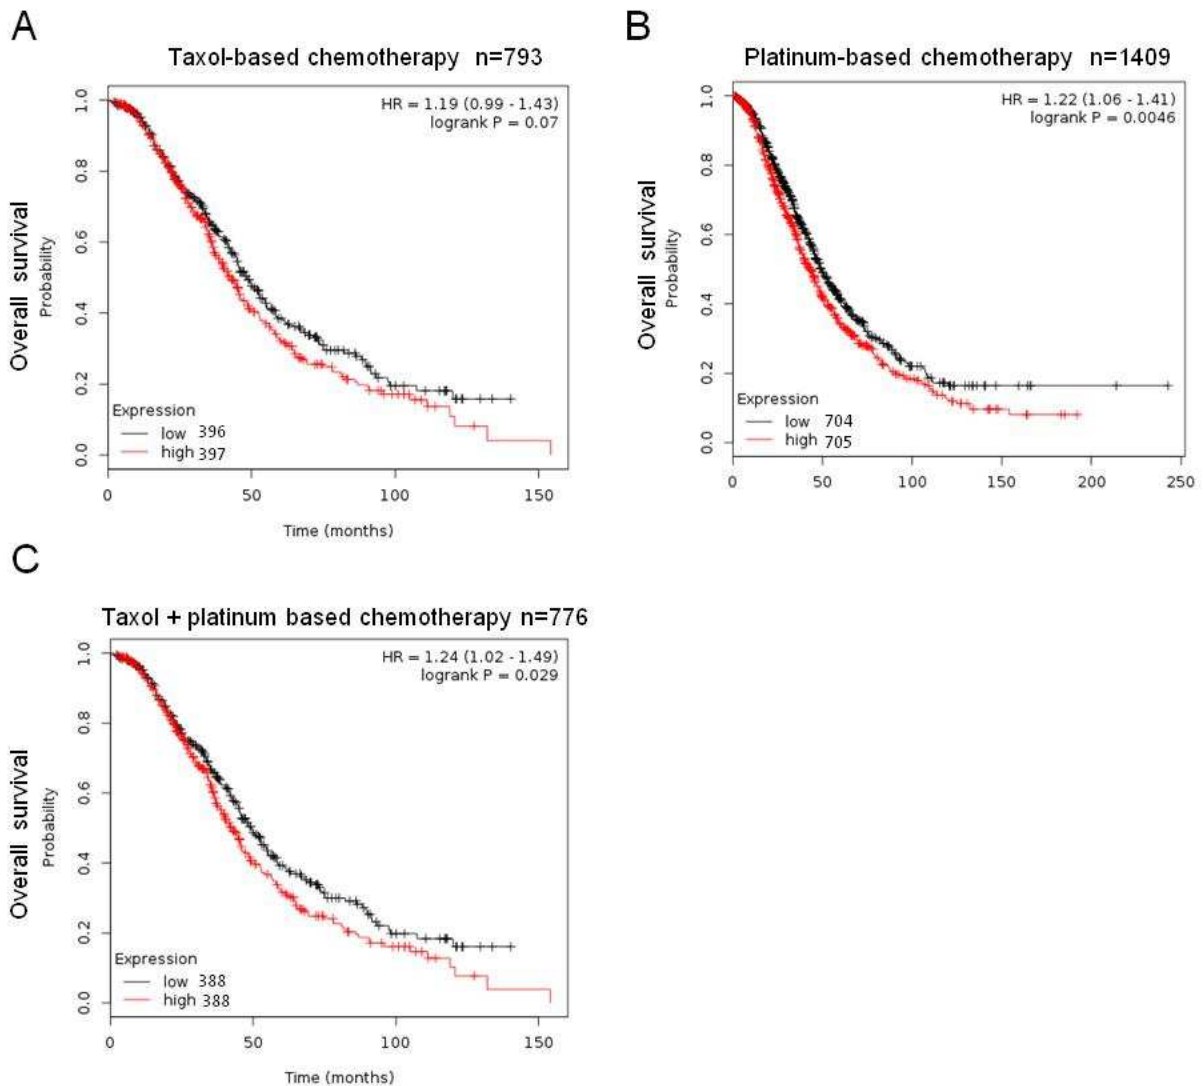 A
Taxol-based chemotherapy n=793
HR = 1.19 (0.99 - 1.43)
logrank P = 0.07
Overall survival
Probability
1.0
0.8
0.6
0.4
0.2
0.0
Expression
low 396
high 397
0 50 100 150
Time (months)
B
Platinum-based chemotherapy n=1409
HR = 1.22 (1.06 - 1.41)
logrank P = 0.0046
Overall survival
Probability
1.0
0.8
0.6
0.4
0.2
0.0
Expression
low 704
high 705
0 50 100 150 200 250
C
Taxol + platinum based chemotherapy n=776
HR = 1.24 (1.02 - 1.49)
logrank P = 0.029
Overall survival
Probability
1.0
0.8
0.6
0.4
0.2
0.0
Expression
low 388
high 388
0 50 100 150
Time (months)